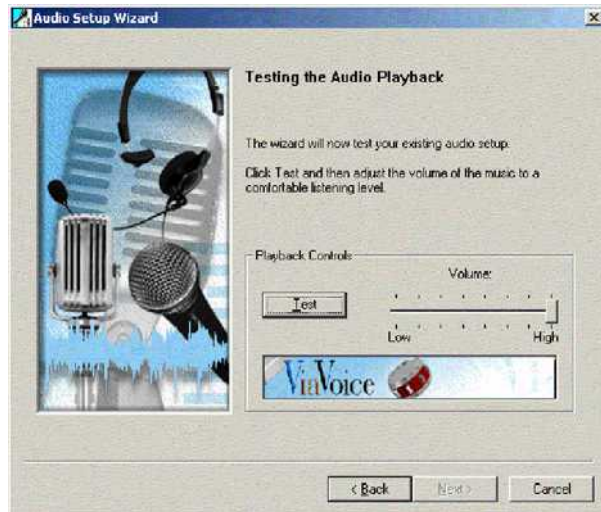 Audio Setup Wizard
Testing the Audio Playback
The wizard will now test your existing audio setup.
Click Test and then adjust the volume of the music to a
comfortable listening level.
Playback Controls
Volume:
Test
Low High
ViaVoice
< Back Next > Cancel